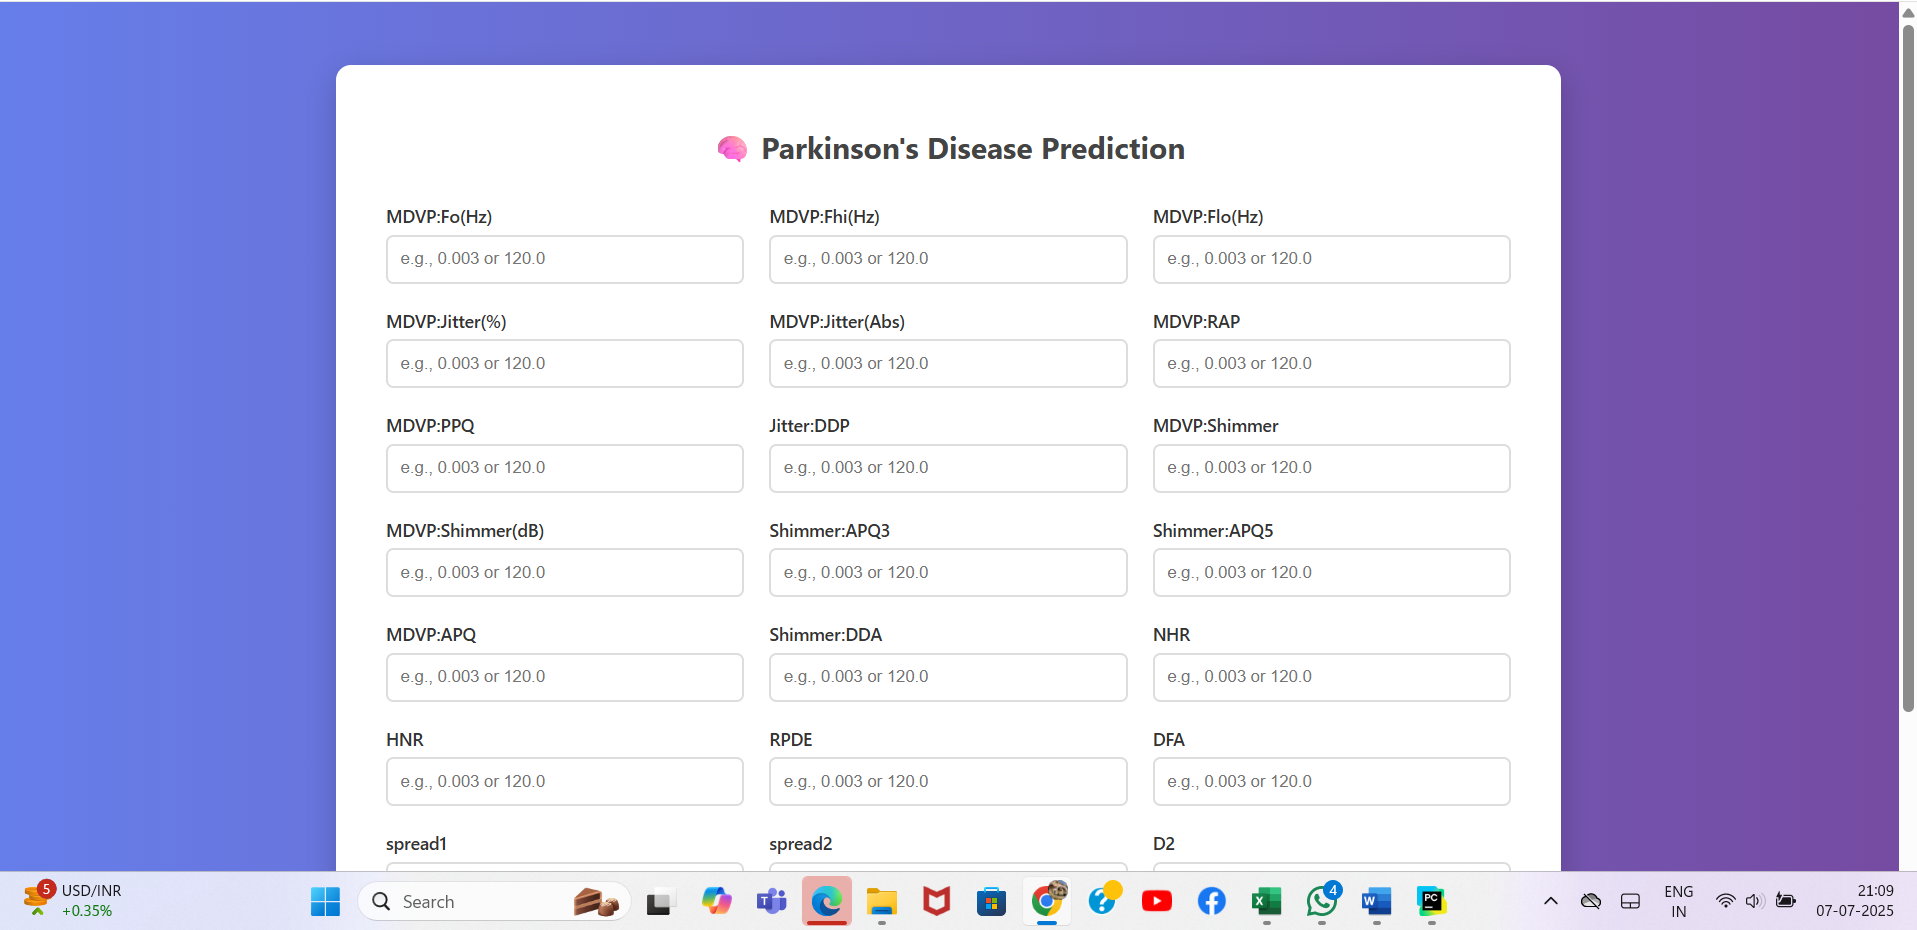 Parkinson's Disease Prediction
MDVP:Fo(Hz) MDVP:Fhi(Hz) MDVP:Flo(Hz)
e.g., 0.003 or 120.0 e.g., 0.003 or 120.0 e.g., 0.003 or 120.0
MDVP:Jitter(%) MDVP:Jitter(Abs) MDVP:RAP
e.g., 0.003 or 120.0 e.g., 0.003 or 120.0 e.g., 0.003 or 120.0
MDVP:PPQ Jitter:DDP MDVP:Shimmer
e.g., 0.003 or 120.0 e.g., 0.003 or 120.0 e.g., 0.003 or 120.0
MDVP:Shimmer(dB) Shimmer:APQ3 Shimmer:APQ5
e.g., 0.003 or 120.0 e.g., 0.003 or 120.0 e.g., 0.003 or 120.0
MDVP:APQ Shimmer:DDA NHR
e.g., 0.003 or 120.0 e.g., 0.003 or 120.0 e.g., 0.003 or 120.0
HNR RPDE DFA
e.g., 0.003 or 120.0 e.g., 0.003 or 120.0 e.g., 0.003 or 120.0
spread1 spread2 D2
5 USD/INR
+0.35%
Search
T
X
4
W
PC
ENG
IN
21:09
07-07-2025